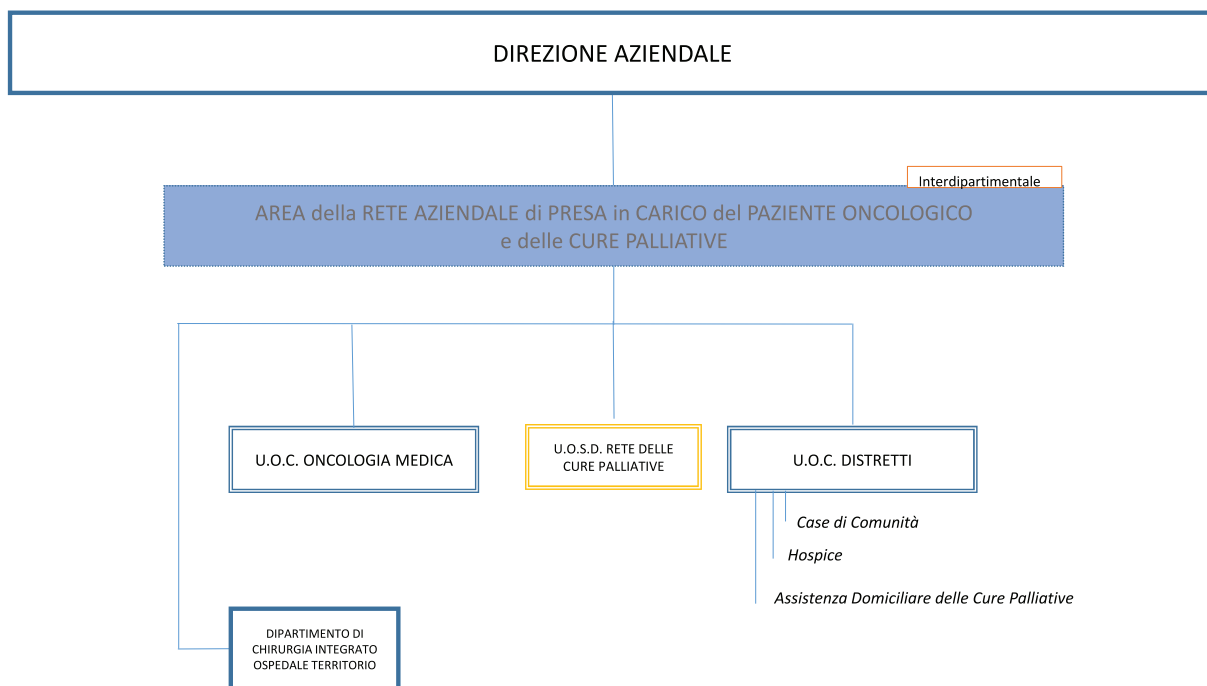 DIREZIONE AZIENDALE
Interdipartimentale
AREA della RETE AZIENDALE di PRESA in CARICO del PAZIENTE ONCOLOGICO
e delle CURE PALLIATIVE
U.O.C. ONCOLOGIA MEDICA
U.O.S.D. RETE DELLE
CURE PALLIATIVE
U.O.C. DISTRETTI
Case di Comunità
Hospice
Assistenza Domiciliare delle Cure Palliative
DIPARTIMENTO DI
CHIRURGIA INTEGRATO
OSPEDALE TERRITORIO